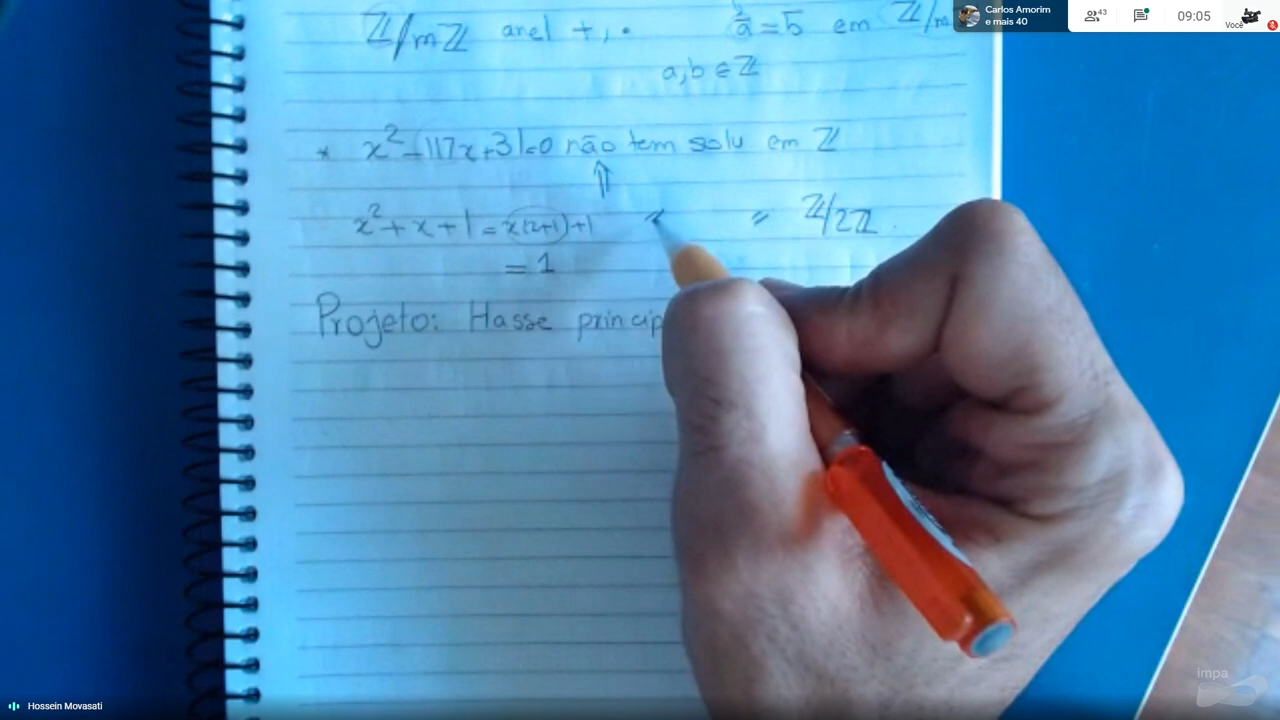 Carlos Amorim
e mais 40
43
09:05
Você
ℤ/mℤ anel +, • ā = b̄ em ℤ/m
a, b ∈ ℤ
* x² - 117x + 31 = 0 não tem solu em ℤ
⇑
x² + x + 1 = x(x+1) + 1 " " ℤ/2ℤ
= 1
Projeto: Hasse princip
impa
Hossein Movasati